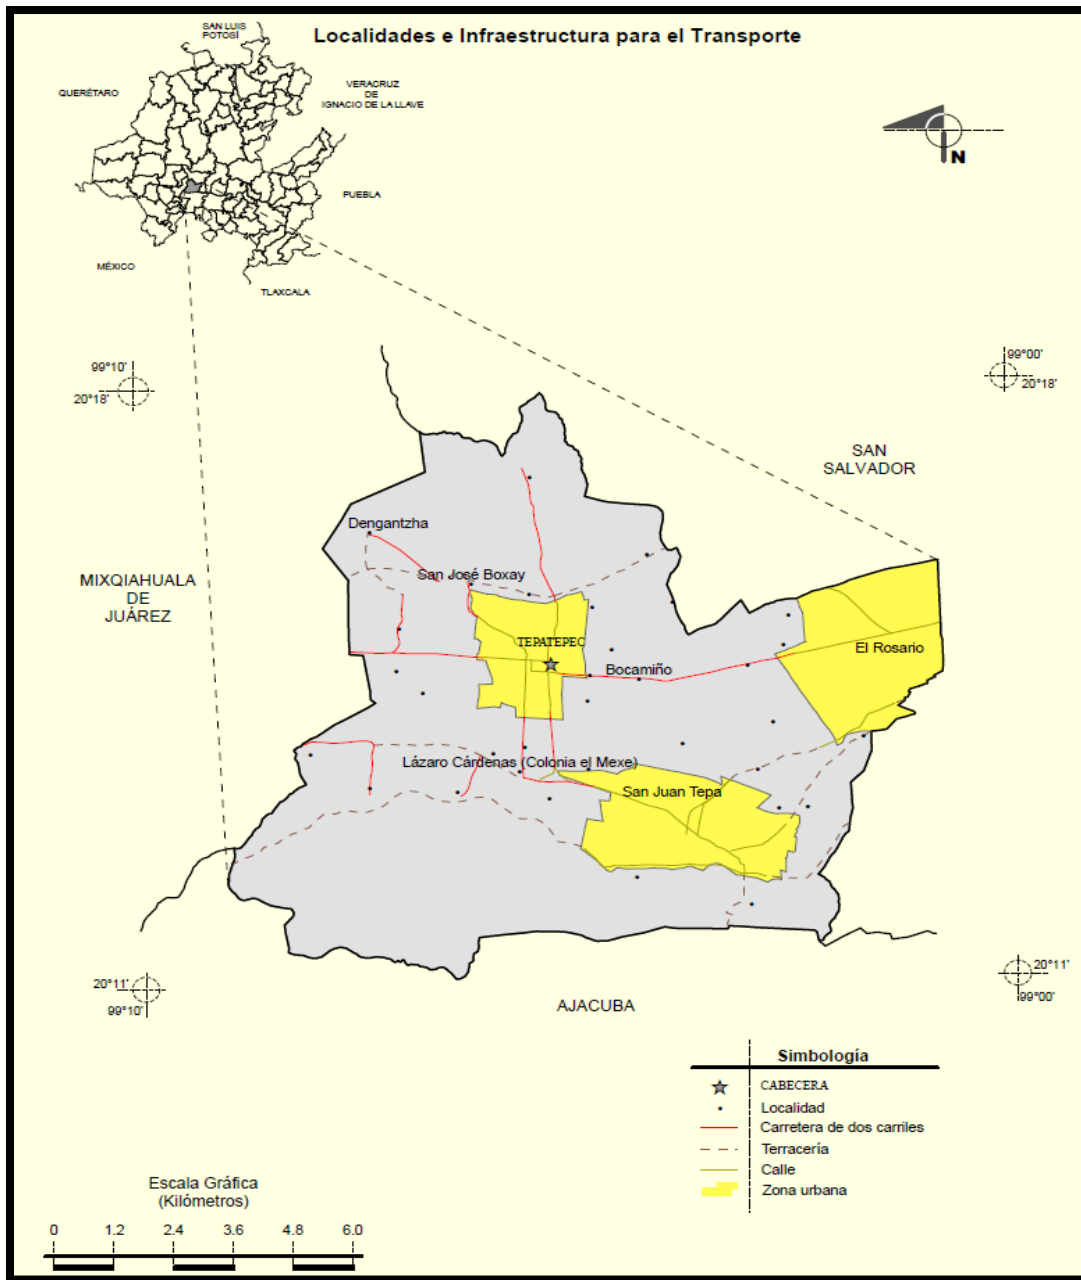 Localidades e Infraestructura para el Transporte
SAN LUIS
POTOSÍ
QUERÉTARO
VERACRUZ
DE
IGNACIO DE LA LLAVE
PUEBLA
MÉXICO
TLAXCALA
N
99°10'
20°18'
99°00'
20°18'
SAN
SALVADOR
MIXQIAHUALA
DE
JUÁREZ
Dengantzha
San José Boxay
TEPATEPEC
El Rosario
Bocamiño
Lázaro Cárdenas (Colonia el Mexe)
San Juan Tepa
20°11'
99°10'
20°11'
99°00'
AJACUBA
Simbología
CABECERA
Localidad
Carretera de dos carriles
Terracería
Calle
Zona urbana
Escala Gráfica
(Kilómetros)
0 1.2 2.4 3.6 4.8 6.0